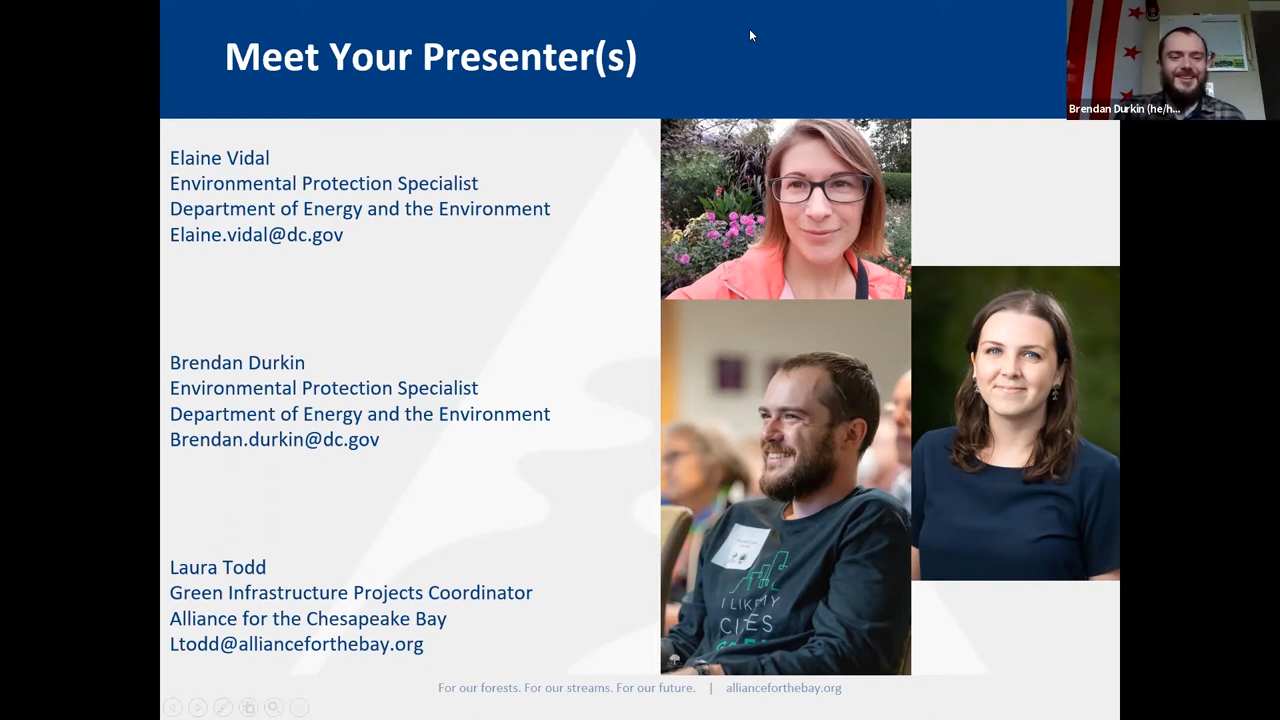 Meet Your Presenter(s)
Brendan Durkin (he/h...
Elaine Vidal
Environmental Protection Specialist
Department of Energy and the Environment
Elaine.vidal@dc.gov
Brendan Durkin
Environmental Protection Specialist
Department of Energy and the Environment
Brendan.durkin@dc.gov
Laura Todd
Green Infrastructure Projects Coordinator
Alliance for the Chesapeake Bay
Ltodd@allianceforthebay.org
I LIKE MY
CITIES
For our forests. For our streams. For our future. | allianceforthebay.org